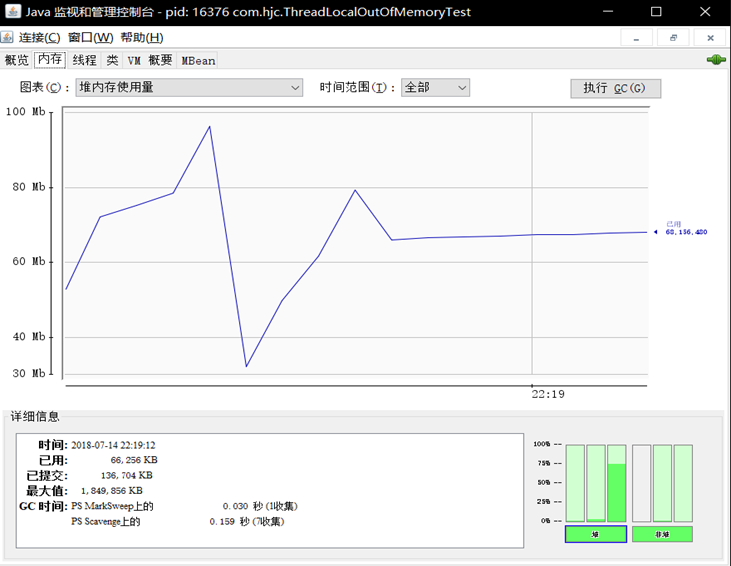 Java 监视和管理控制台 - pid: 16376 com.hjc.ThreadLocalOutOfMemoryTest
连接(C) 窗口(W) 帮助(H)
概览 内存 线程 类 VM 概要 MBean
图表(C)： 堆内存使用量 时间范围(T)： 全部 执行 GC(G)
100 Mb
80 Mb
已用
68,156,480
60 Mb
40 Mb
30 Mb
22:19
详细信息
时间: 2018-07-14 22:19:12
已用: 66,256 KB
已提交: 136,704 KB
最大值: 1,849,856 KB
GC 时间: PS MarkSweep上的 0.030 秒 (1收集)
PS Scavenge上的 0.159 秒 (7收集)
100% --
75% --
50% --
25% --
0% --
堆 非堆